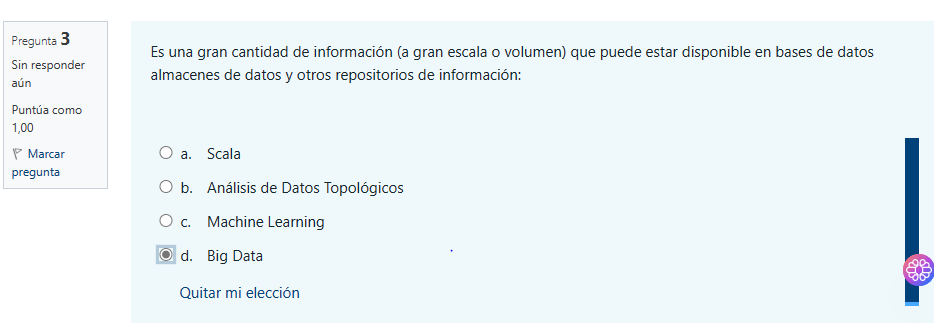 Pregunta 3
Sin responder
aún
Puntúa como
1,00
Marcar
pregunta
Es una gran cantidad de información (a gran escala o volumen) que puede estar disponible en bases de datos
almacenes de datos y otros repositorios de información:
a. Scala
b. Análisis de Datos Topológicos
c. Machine Learning
d. Big Data
Quitar mi elección